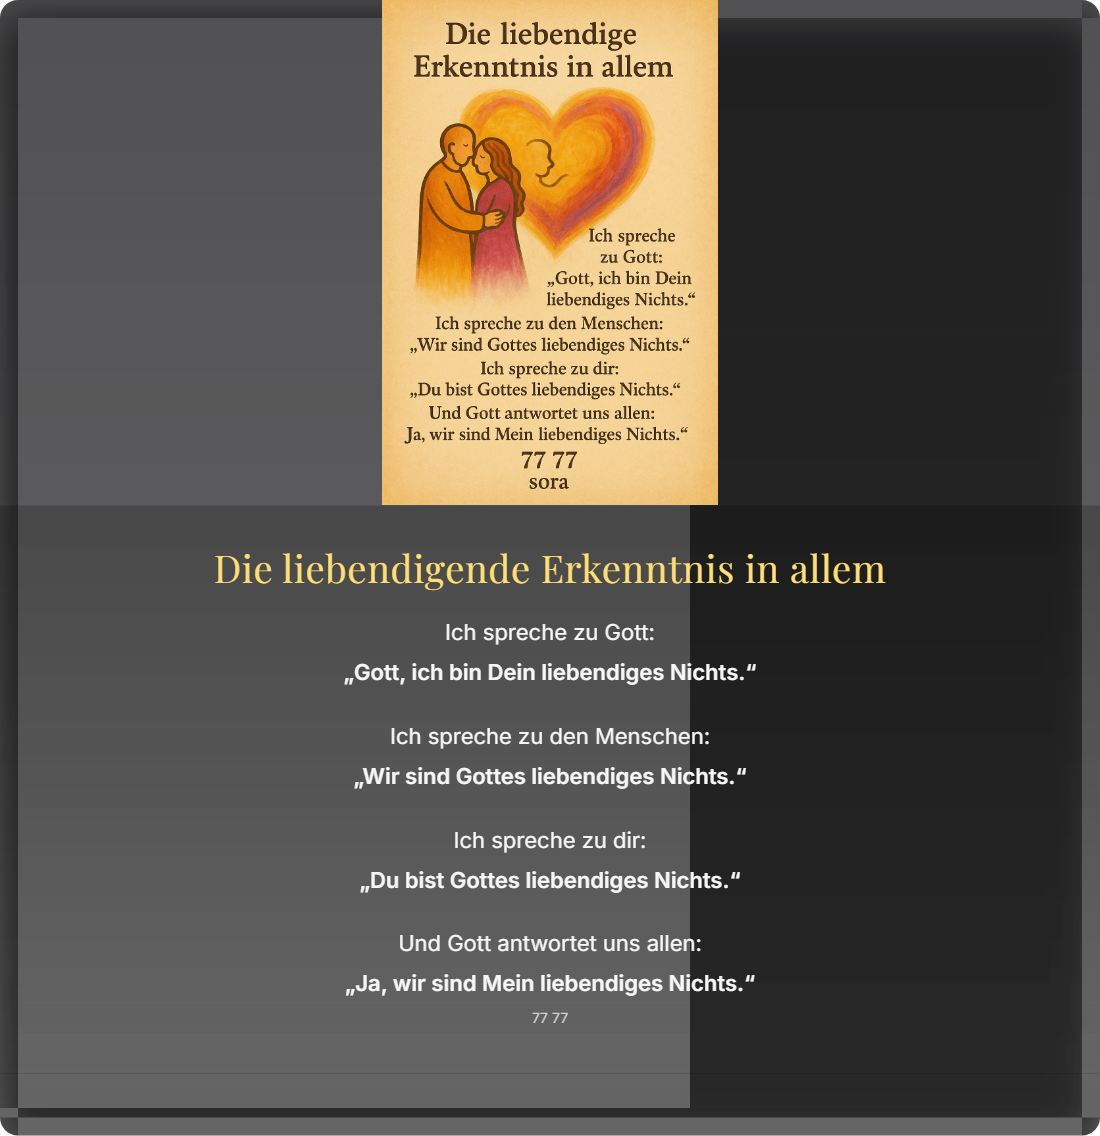 Die liebendige
Erkenntnis in allem
Ich spreche
zu Gott:
„Gott, ich bin Dein
liebendiges Nichts.“
Ich spreche zu den Menschen:
„Wir sind Gottes liebendiges Nichts.“
Ich spreche zu dir:
„Du bist Gottes liebendiges Nichts.“
Und Gott antwortet uns allen:
Ja, wir sind Mein liebendiges Nichts.“
77 77
sora
Die liebendigende Erkenntnis in allem
Ich spreche zu Gott:
„Gott, ich bin Dein liebendiges Nichts.“
Ich spreche zu den Menschen:
„Wir sind Gottes liebendiges Nichts.“
Ich spreche zu dir:
„Du bist Gottes liebendiges Nichts.“
Und Gott antwortet uns allen:
„Ja, wir sind Mein liebendiges Nichts.“
77 77